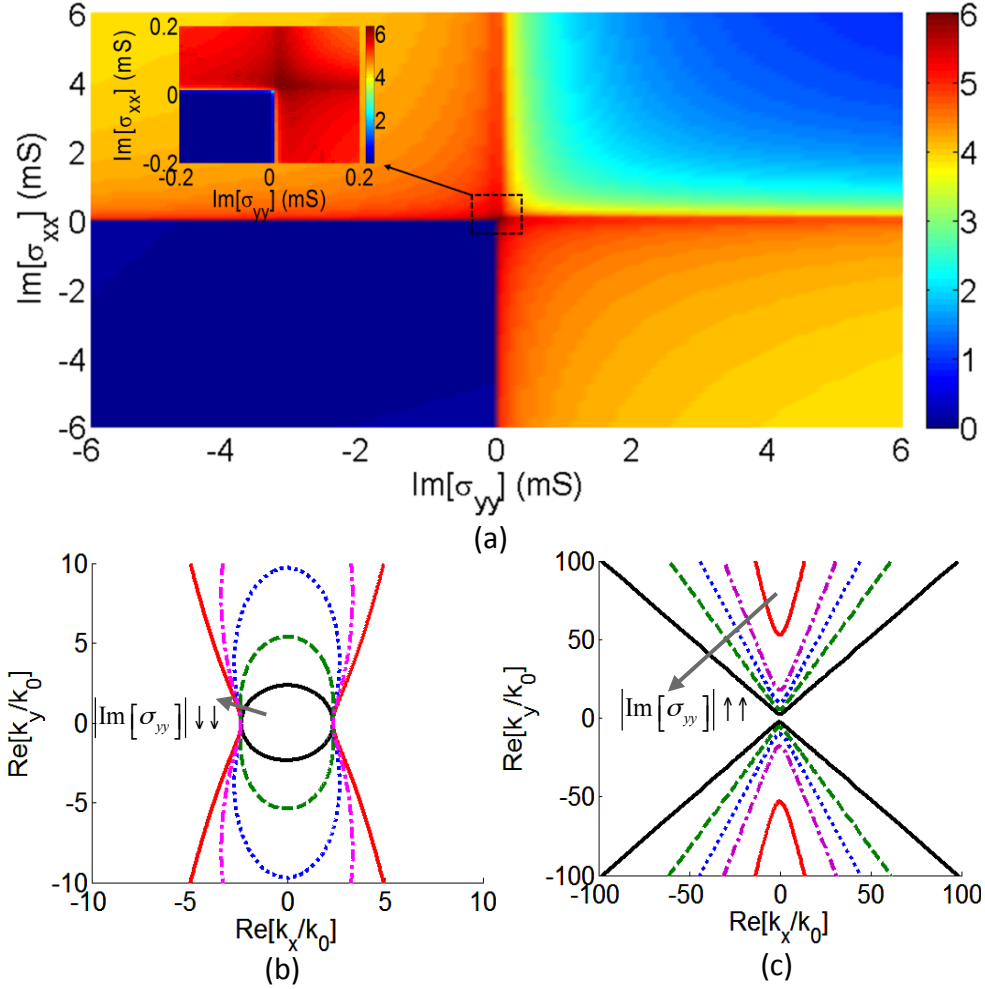 6
4
2
0
-2
-4
-6
Im[σxx] (mS)
0.2
0
-0.2
Im[σxx] (mS)
-0.2 0 0.2
Im[σyy] (mS)
6
4
2
6
5
4
3
2
1
0
-6 -4 -2 0 2 4 6
Im[σyy] (mS)
(a)
10
5
0
-5
-10
Re[ky/k0]
|Im[σyy]| ↓↓
-10 -5 0 5 10
Re[kx/k0]
(b)
100
50
0
-50
-100
Re[ky/k0]
|Im[σyy]| ↑↑
-100 -50 0 50 100
Re[kx/k0]
(c)